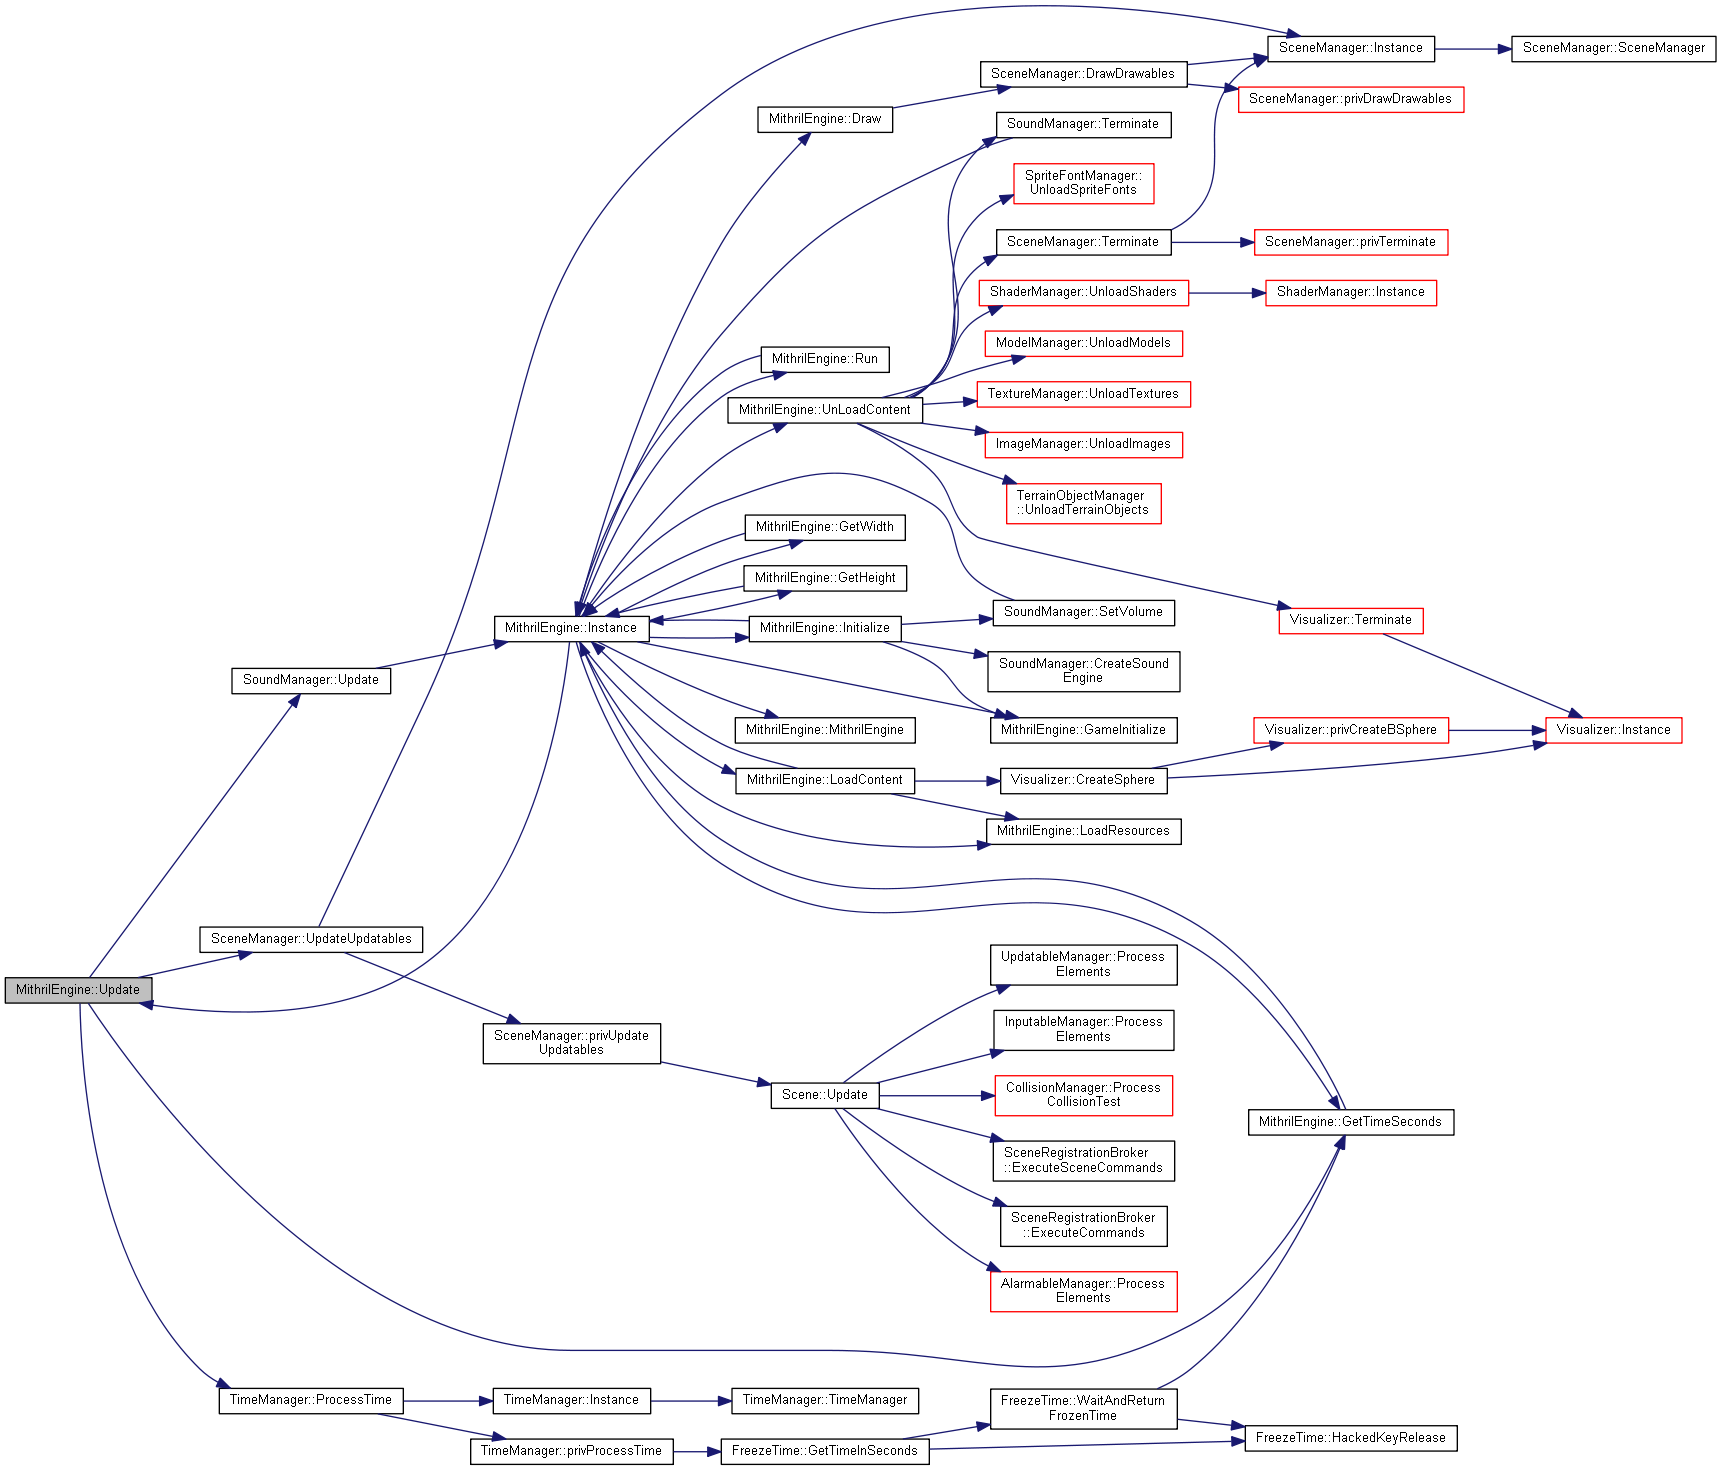 SceneManager::Instance
SceneManager::SceneManager
SceneManager::DrawDrawables
SceneManager::privDrawDrawables
MithrilEngine::Draw
SoundManager::Terminate
SpriteFontManager::
UnloadSpriteFonts
SceneManager::Terminate
SceneManager::privTerminate
ShaderManager::UnloadShaders
ShaderManager::Instance
ModelManager::UnloadModels
MithrilEngine::Run
TextureManager::UnloadTextures
MithrilEngine::UnLoadContent
ImageManager::UnloadImages
TerrainObjectManager
::UnloadTerrainObjects
MithrilEngine::GetWidth
MithrilEngine::GetHeight
SoundManager::SetVolume
Visualizer::Terminate
MithrilEngine::Instance
MithrilEngine::Initialize
SoundManager::CreateSound
Engine
SoundManager::Update
MithrilEngine::MithrilEngine
MithrilEngine::GameInitialize
Visualizer::privCreateBSphere
Visualizer::Instance
MithrilEngine::LoadContent
Visualizer::CreateSphere
MithrilEngine::LoadResources
SceneManager::UpdateUpdatables
UpdatableManager::Process
Elements
MithrilEngine::Update
InputableManager::Process
Elements
SceneManager::privUpdate
Updatables
Scene::Update
CollisionManager::Process
CollisionTest
MithrilEngine::GetTimeSeconds
SceneRegistrationBroker
::ExecuteSceneCommands
SceneRegistrationBroker
::ExecuteCommands
AlarmableManager::Process
Elements
TimeManager::ProcessTime
TimeManager::Instance
TimeManager::TimeManager
FreezeTime::WaitAndReturn
FrozenTime
FreezeTime::HackedKeyRelease
TimeManager::privProcessTime
FreezeTime::GetTimeInSeconds